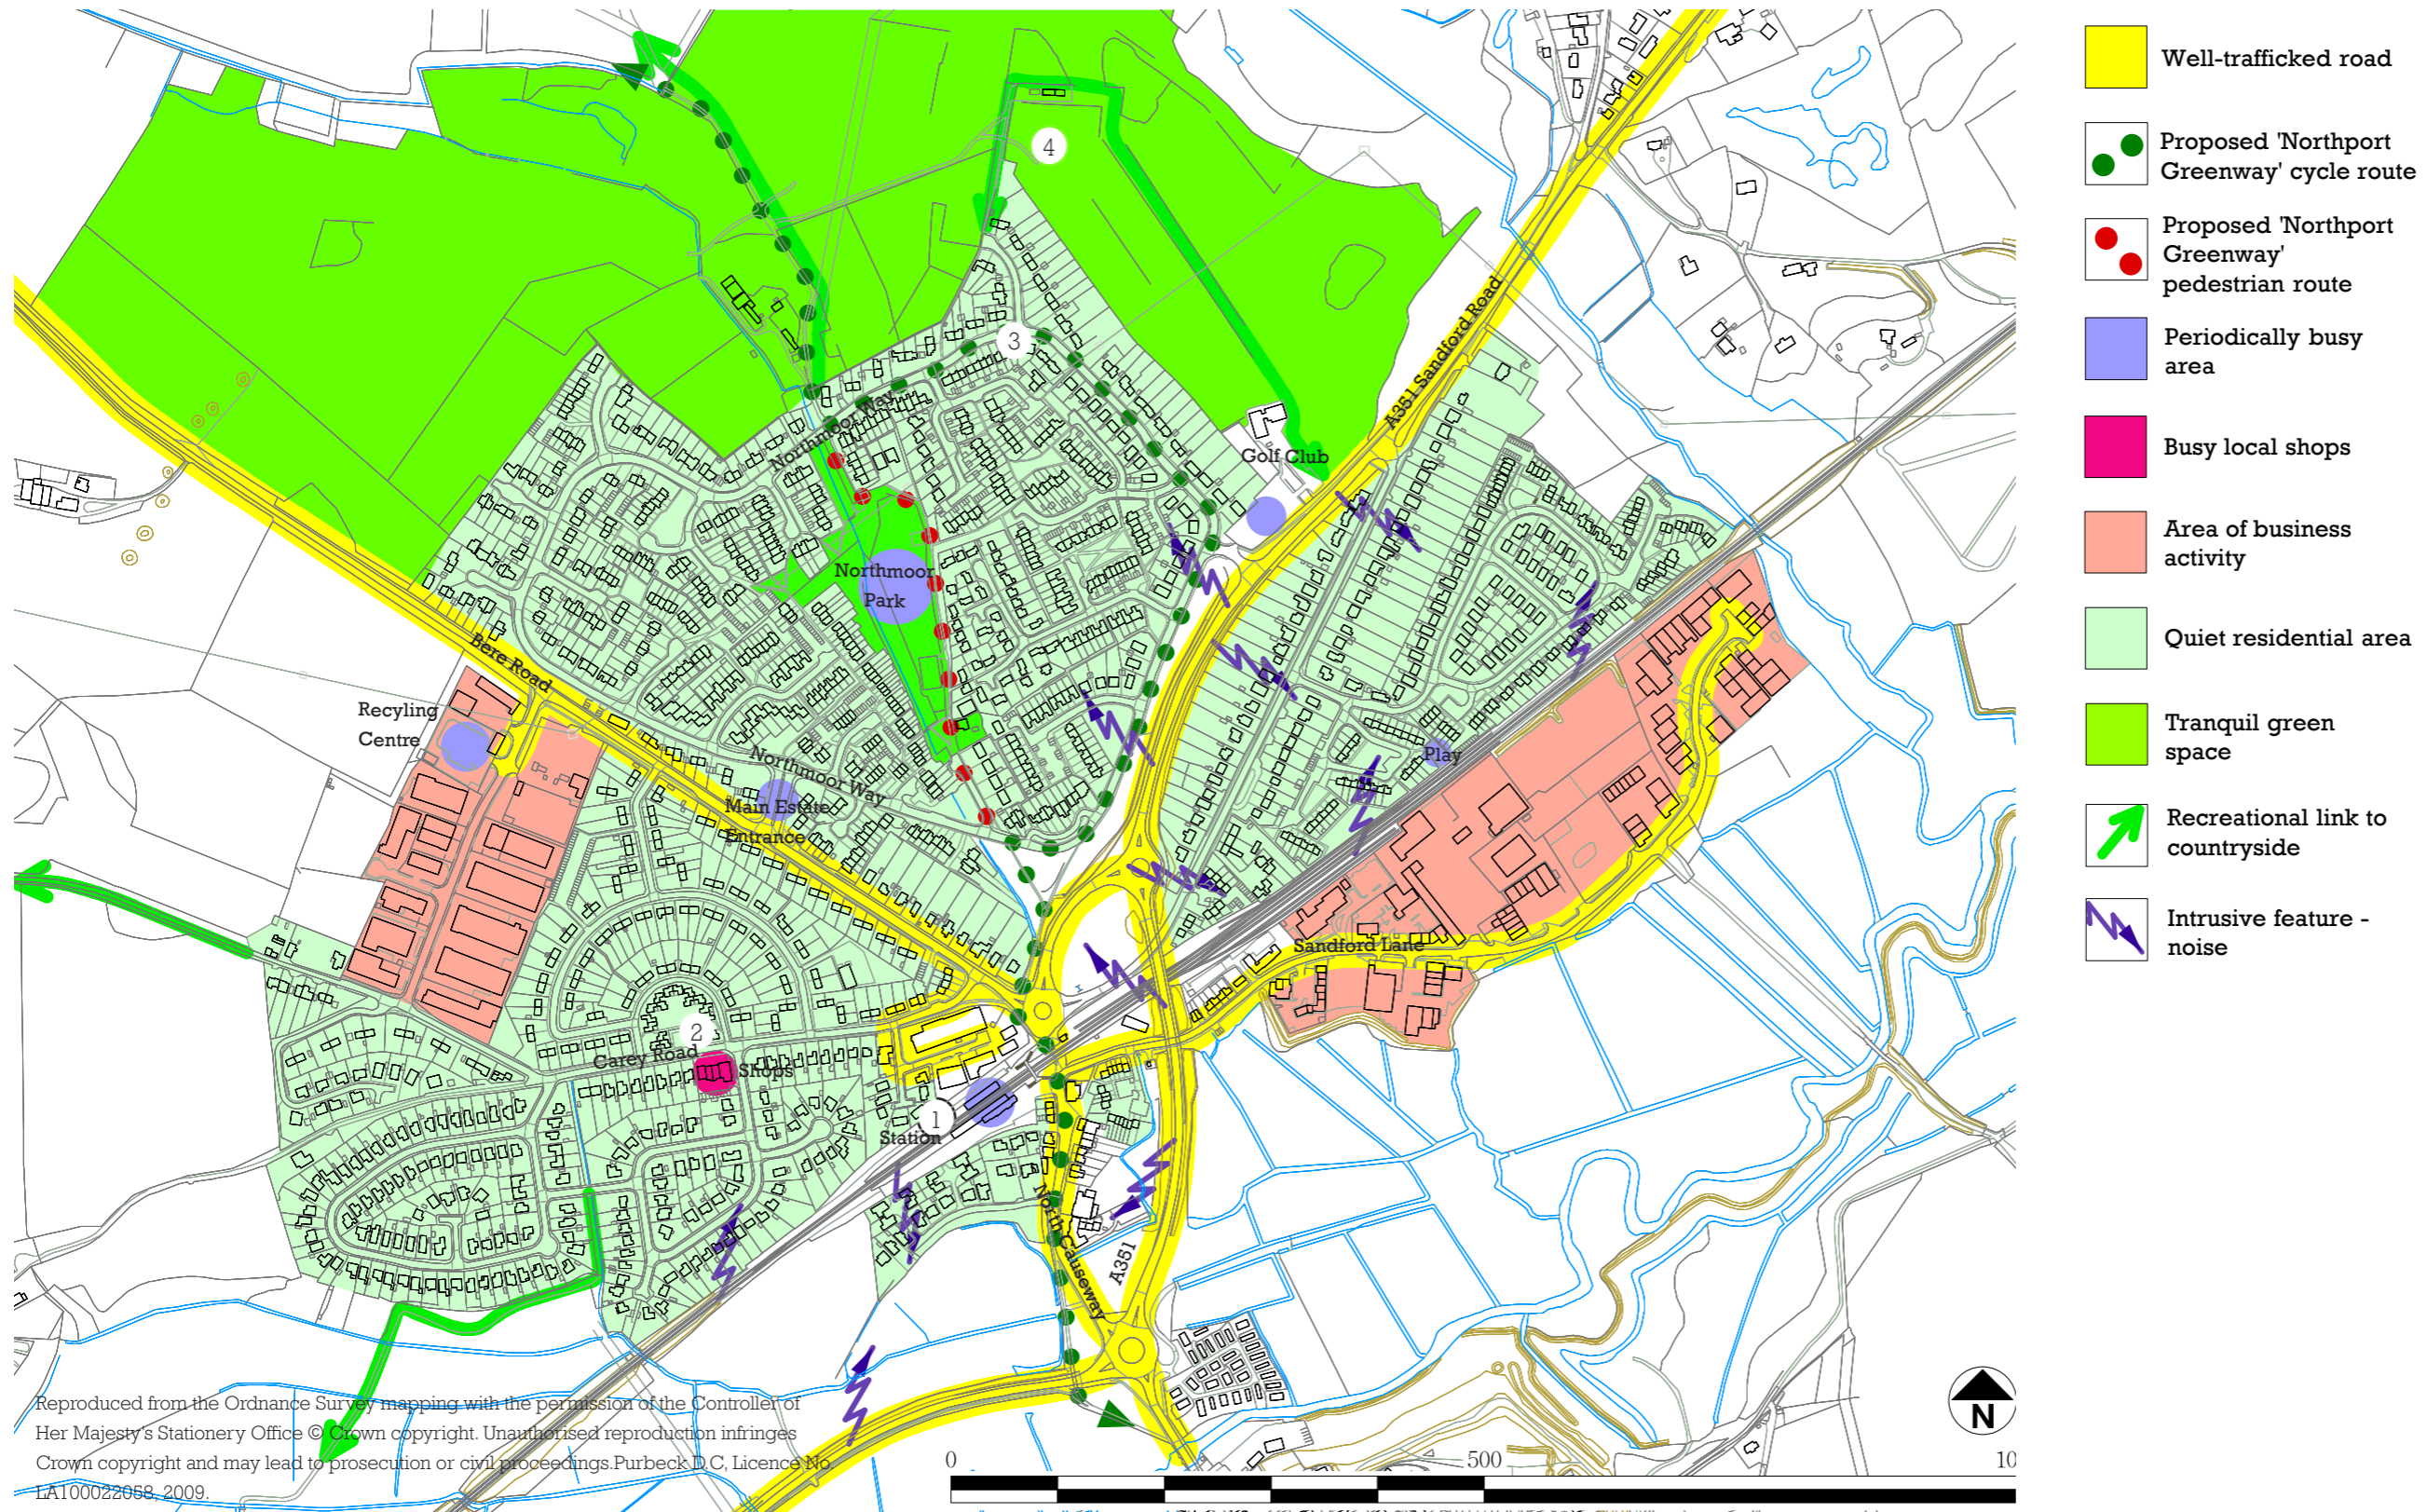 Well-trafficked road
Proposed 'Northport
Greenway' cycle route
Proposed 'Northport
Greenway'
pedestrian route
Periodically busy
area
Busy local shops
Area of business
activity
Quiet residential area
Tranquil green
space
Recreational link to
countryside
Intrusive feature -
noise
4
3
A351 Sandford Road
Northmoor Way
Golf Club
Northmoor
Park
Bere Road
Recyling
Centre
Northmoor Way
Play
Main Estate
Entrance
Sandford Lane
2
Carey Road
Shops
1
Station
North Causeway
A351
N
0
500
10
Reproduced from the Ordnance Survey mapping with the permission of the Controller of
Her Majesty's Stationery Office © Crown copyright. Unauthorised reproduction infringes
Crown copyright and may lead to prosecution or civil proceedings.Purbeck D.C, Licence No.
LA100022058, 2009.